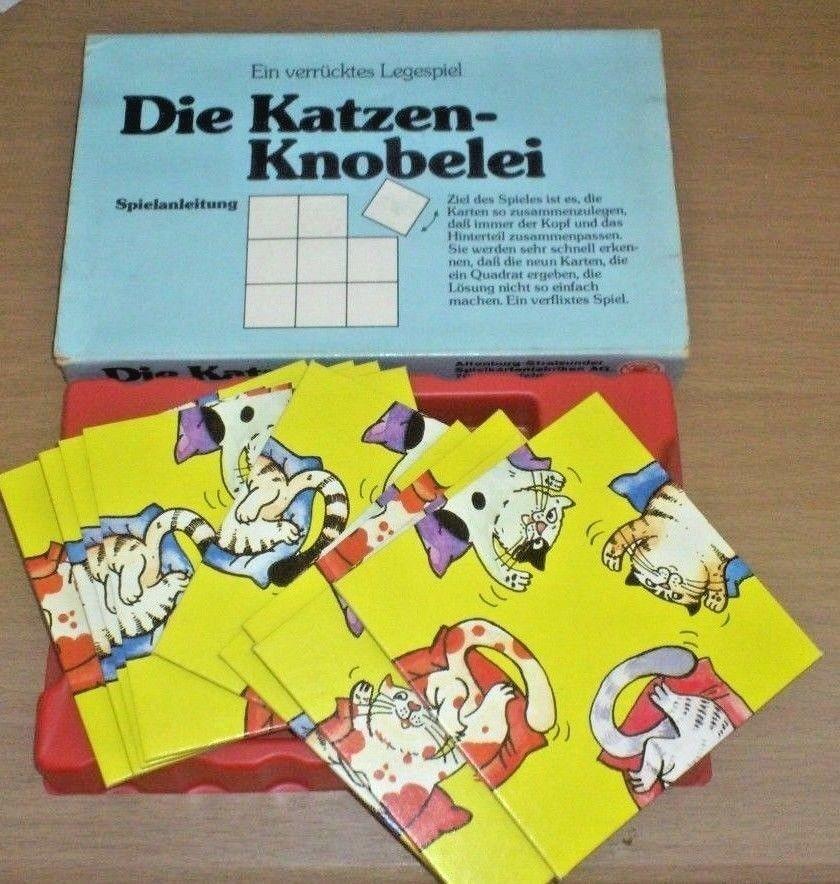 Ein verrücktes Legespiel
Die Katzen-
Knobelei
Spielanleitung
Ziel des Spieles ist es, die
Karten so zusammenzulegen,
daß immer der Kopf und das
Hinterteil zusammenpassen.
Sie werden sehr schnell erken-
nen, daß die neun Karten, die
ein Quadrat ergeben, die
Lösung nicht so einfach
machen. Ein verflixtes Spiel.
Die Kat
Altenburg-Stralsunder
Spielkartenfabriken AG